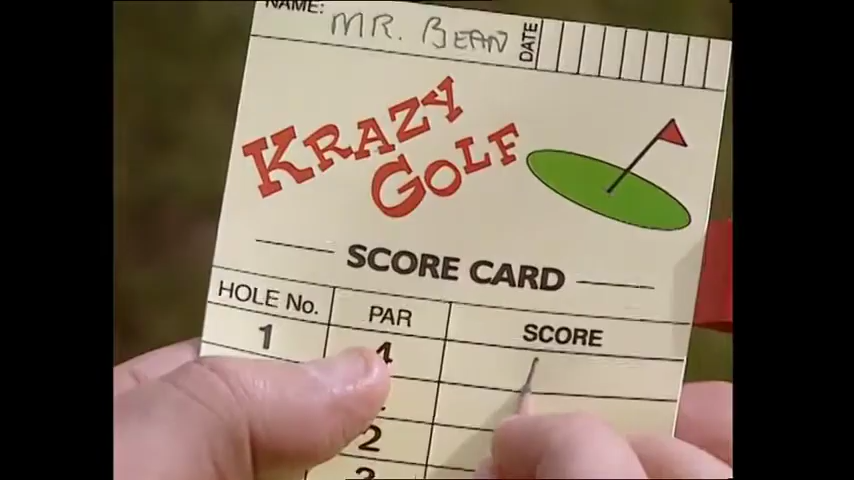 NAME: MR. BEAN DATE
KRAZY
GOLF
SCORE CARD
HOLE No. PAR SCORE
1 4
2